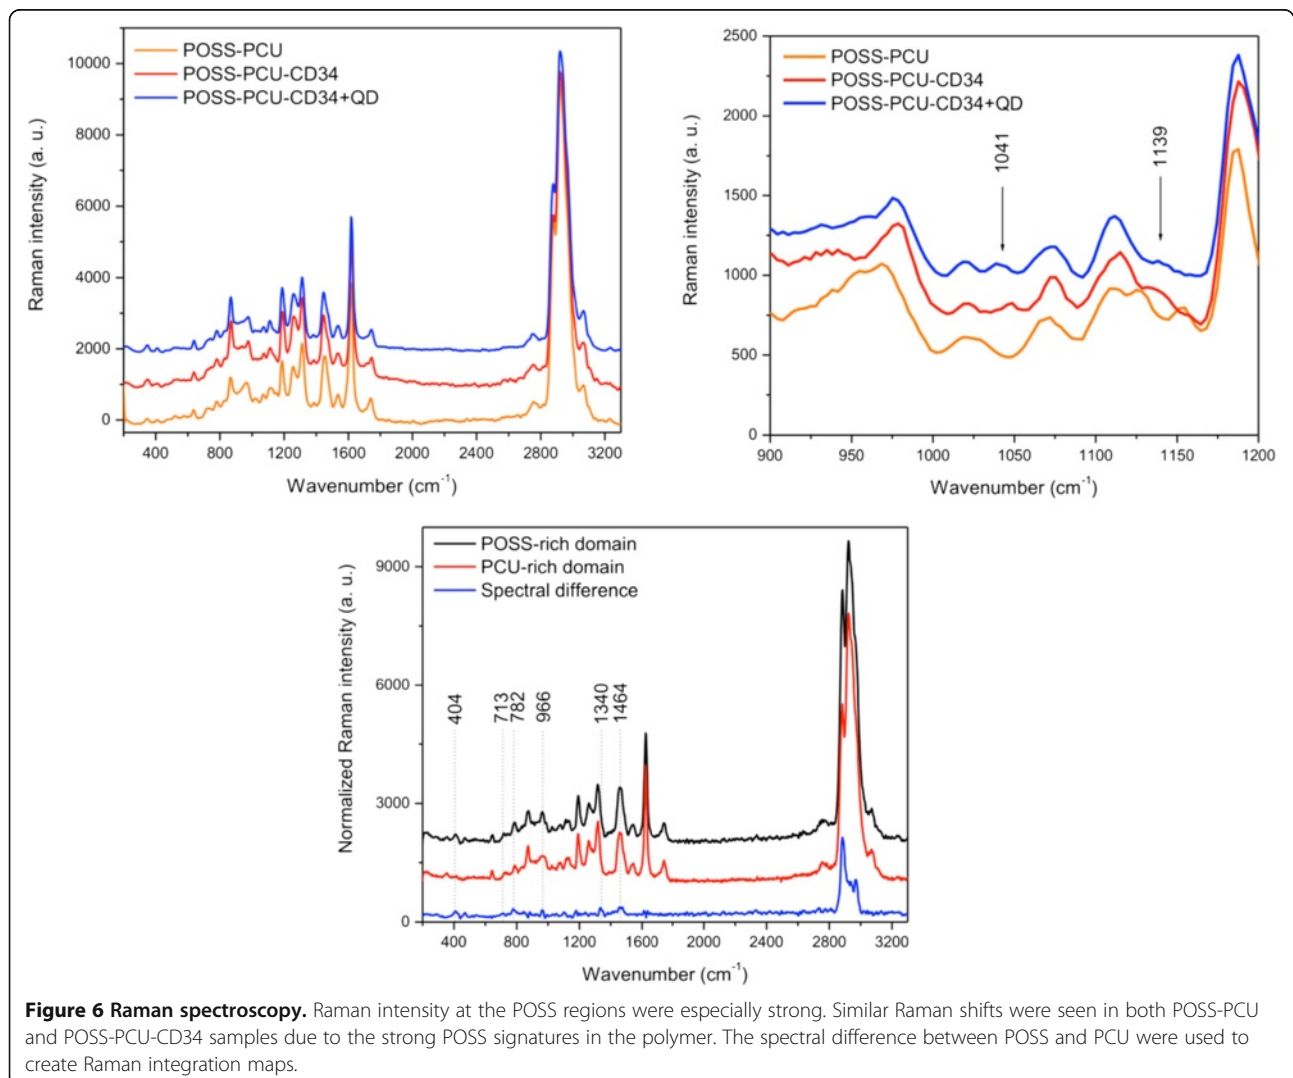 POSS-PCU
POSS-PCU-CD34
POSS-PCU-CD34+QD
10000
8000
6000
4000
2000
0
Raman intensity (a. u.)
400
800
1200
1600
2000
2400
2800
3200
Wavenumber (cm⁻¹)
POSS-PCU
POSS-PCU-CD34
POSS-PCU-CD34+QD
1041
1139
2500
2000
1500
1000
500
0
Raman intensity (a. u.)
900
950
1000
1050
1100
1150
1200
Wavenumber (cm⁻¹)
POSS-rich domain
PCU-rich domain
Spectral difference
404
713
782
966
1340
1464
9000
6000
3000
0
Normalized Raman intensity (a. u.)
400
800
1200
1600
2000
2400
2800
3200
Wavenumber (cm⁻¹)
Figure 6 Raman spectroscopy. Raman intensity at the POSS regions were especially strong. Similar Raman shifts were seen in both POSS-PCU
and POSS-PCU-CD34 samples due to the strong POSS signatures in the polymer. The spectral difference between POSS and PCU were used to
create Raman integration maps.